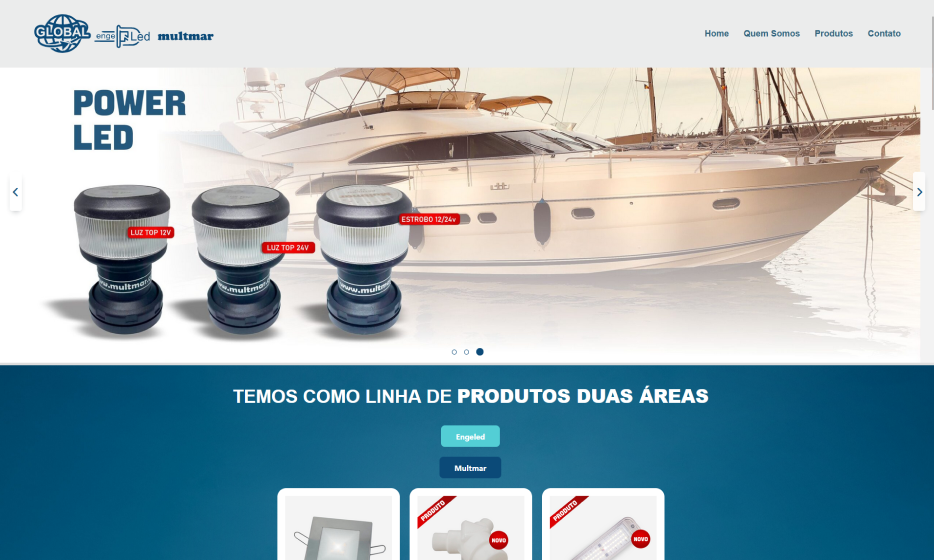 GLOBAL
engeLed
multmar
Home Quem Somos Produtos Contato
POWER
LED
ESTROBO 12/24v
LUZ TOP 12V
LUZ TOP 24V
www.multmar
TEMOS COMO LINHA DE PRODUTOS DUAS ÁREAS
Engeled
Multmar
PRODUTO
NOVO
PRODUTO
NOVO